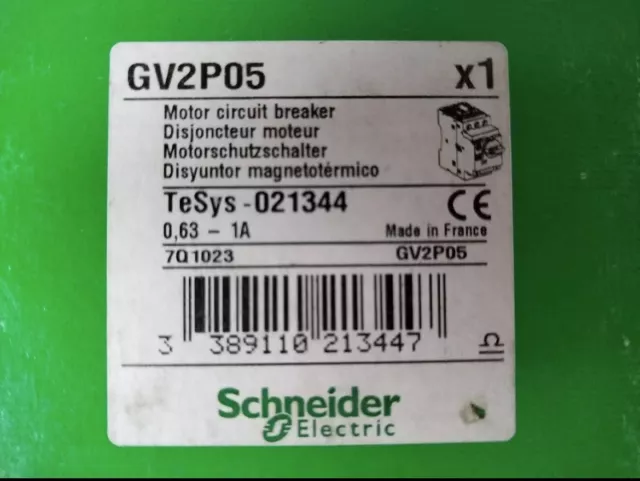 GV2P05 x1
Motor circuit breaker
Disjoncteur moteur
Motorschutzschalter
Disyuntor magnetotérmico
TeSys - 021344 CE
0,63 - 1A Made in France
7Q1023 GV2P05
3 389110 213447
Schneider
Electric